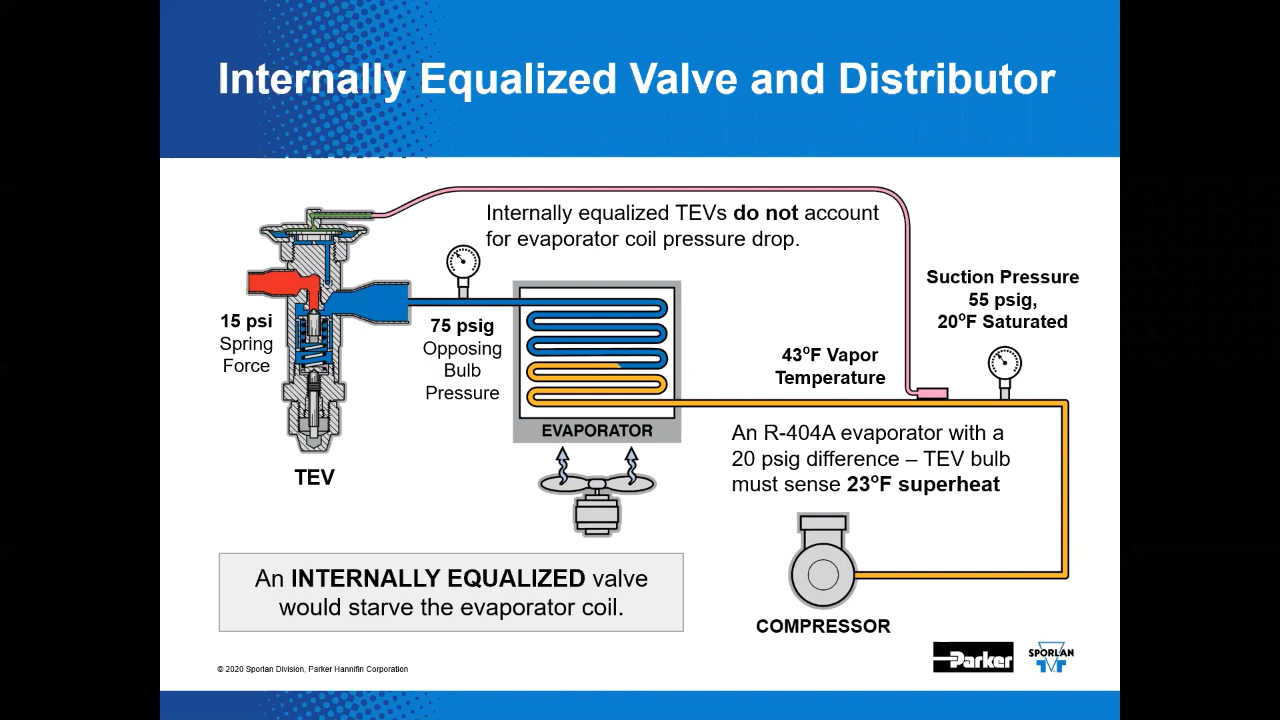 Internally Equalized Valve and Distributor
Internally equalized TEVs do not account
for evaporator coil pressure drop.
Suction Pressure
55 psig,
20°F Saturated
15 psi
Spring
Force
75 psig
Opposing
Bulb
Pressure
43°F Vapor
Temperature
EVAPORATOR
An R-404A evaporator with a
20 psig difference – TEV bulb
must sense 23°F superheat
TEV
An INTERNALLY EQUALIZED valve
would starve the evaporator coil.
COMPRESSOR
© 2020 Sporlan Division, Parker Hannifin Corporation
Parker
SPORLAN